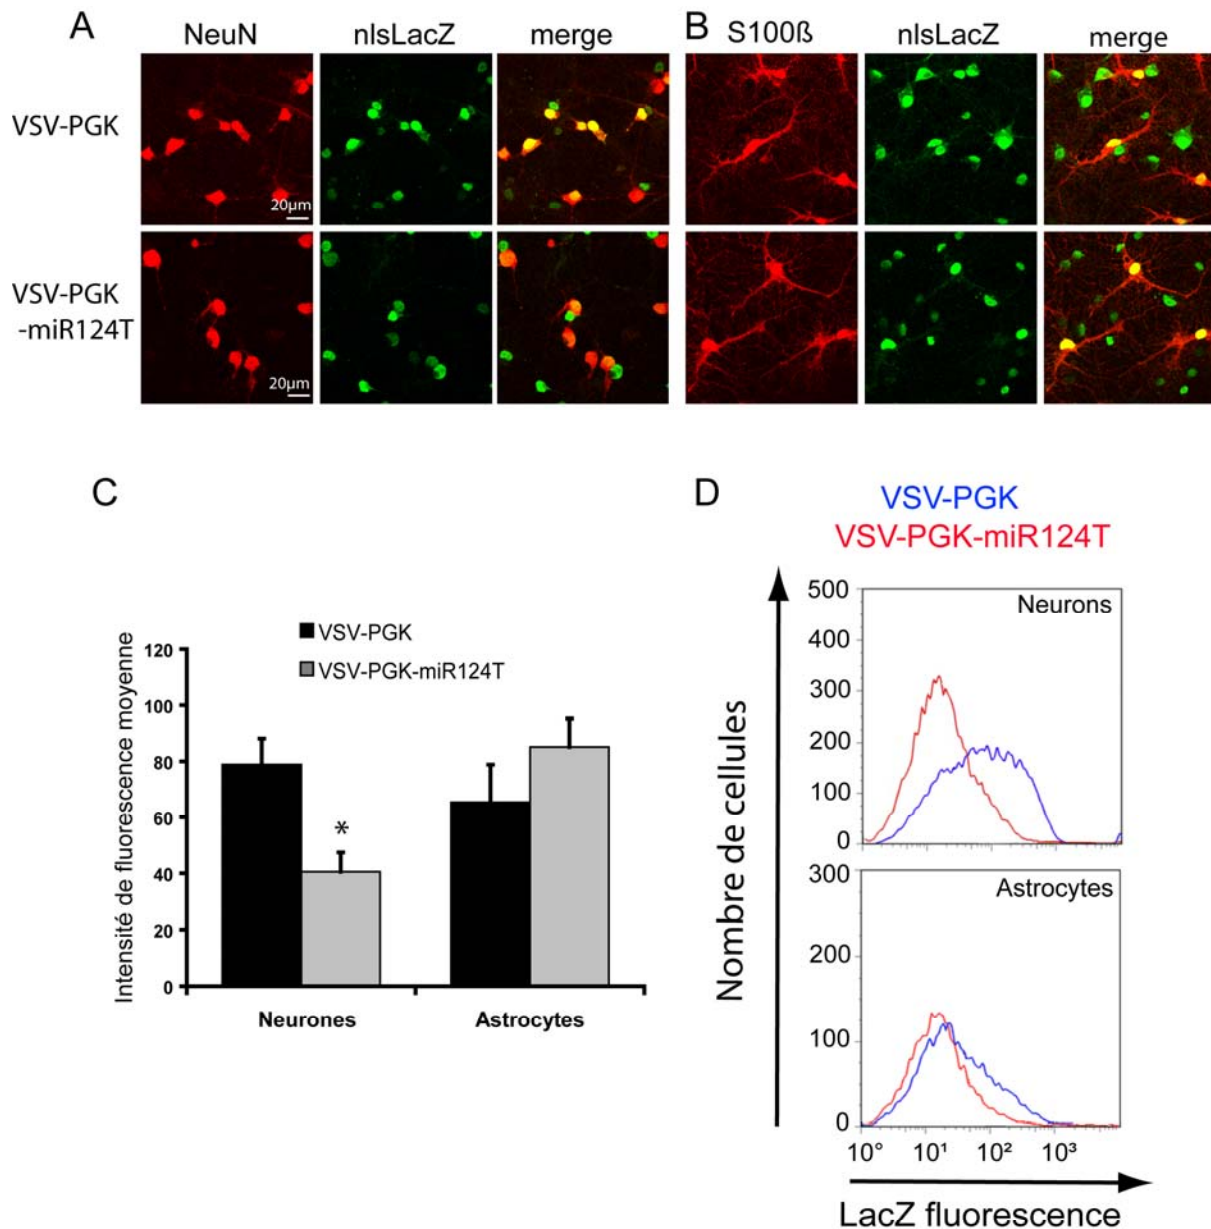 A
NeuN
nlsLacZ
merge
B
S100ß
nlsLacZ
merge
VSV-PGK
20µm
VSV-PGK
-miR124T
20µm
C
VSV-PGK
VSV-PGK-miR124T
Intensité de fluorescence moyenne
120
100
80
60
40
20
0
*
Neurones
Astrocytes
D
VSV-PGK
VSV-PGK-miR124T
Nombre de cellules
500
400
300
200
100
0
Neurons
300
200
100
0
Astrocytes
10° 10¹ 10² 10³
LacZ fluorescence